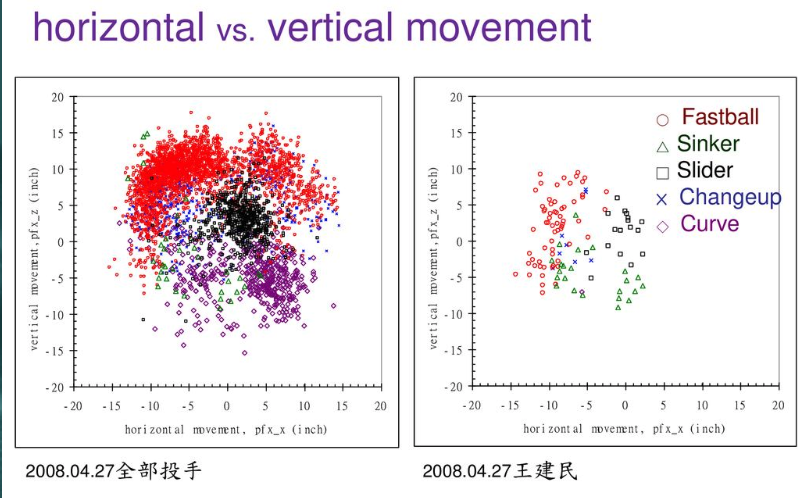 horizontal vs. vertical movement
20
15
10
5
0
-5
-10
-15
-20
-20 -15 -10 -5 0 5 10 15 20
vertical movement,pfx_z (inch)
horizontal movement, pfx_x (inch)
2008.04.27全部投手
20
15
10
5
0
-5
-10
-15
-20
-20 -15 -10 -5 0 5 10 15 20
vertical movement,pfx_z (inch)
horizontal movement, pfx_x (inch)
Fastball
Sinker
Slider
Changeup
Curve
2008.04.27王建民